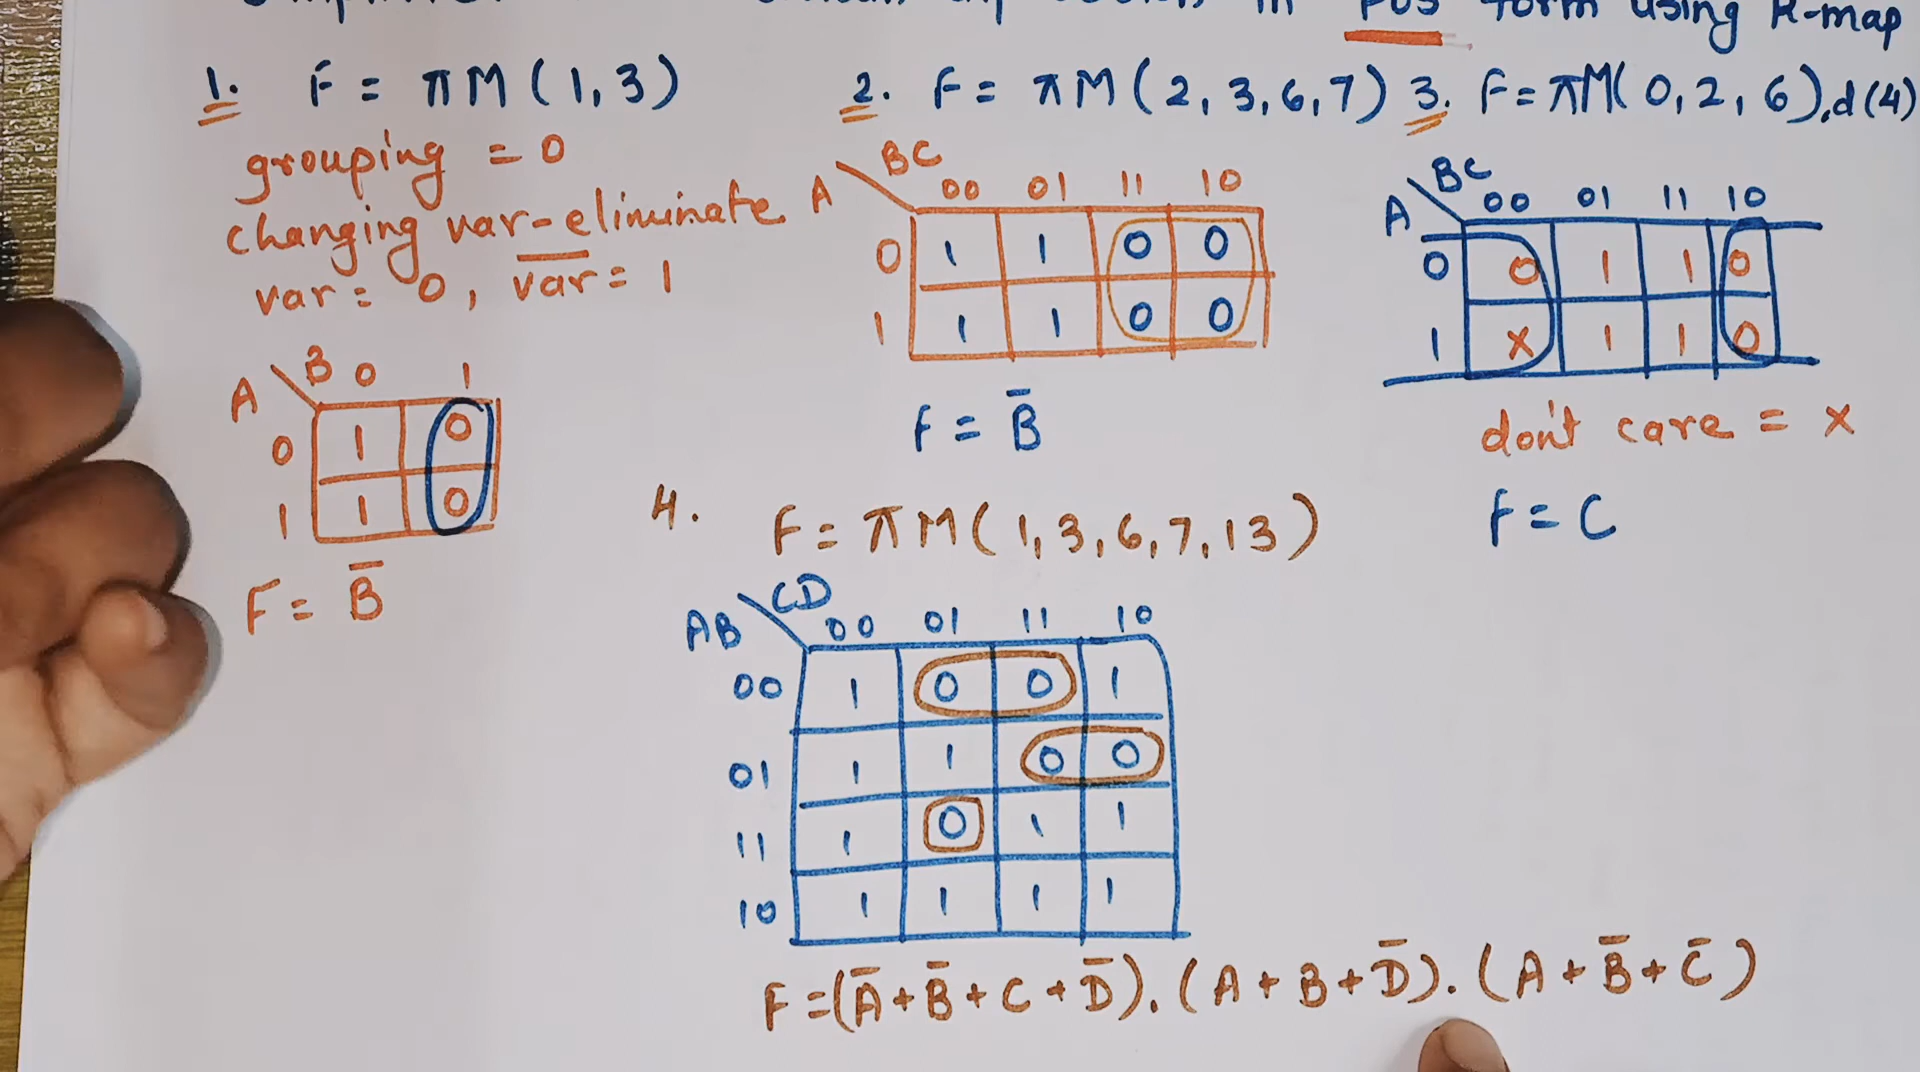 in POS form using K-map
1. F = πM(1,3)
grouping = 0
changing var-eliminate
var = 0, v̅a̅r̅ = 1
A B 0 1
0 1 0
1 1 0
F = B̅
2. F = πM(2,3,6,7)
A BC 00 01 11 10
0 1 1 0 0
1 1 1 0 0
F = B̅
3. F=πM(0,2,6).d(4)
A BC 00 01 11 10
0 0 1 1 0
1 x 1 1 0
don't care = x
F = C
4. F = πM(1,3,6,7,13)
AB CD 00 01 11 10
00 1 0 0 1
01 1 1 0 0
11 1 0 1 1
10 1 1 1 1
F=(A̅+B̅+C+D̅).(A+B+D̅).(A+B̅+C̅)